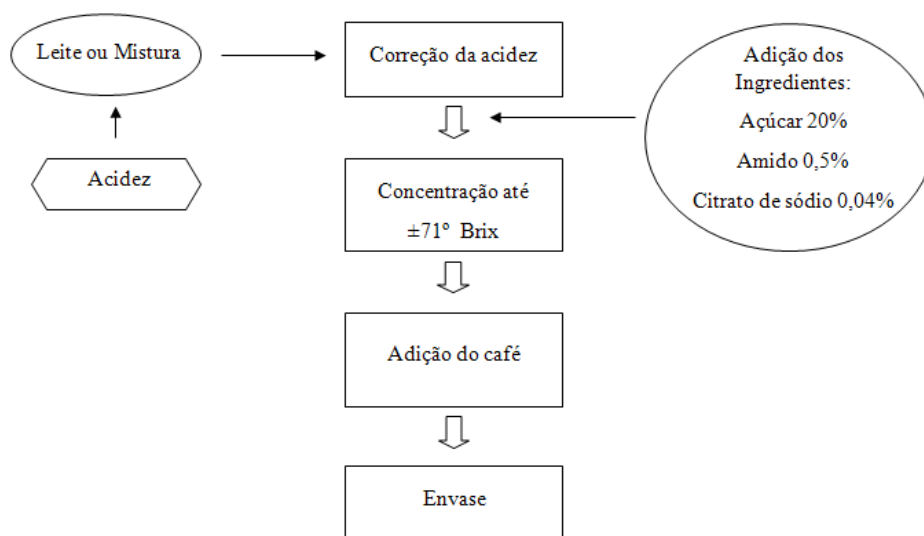 Leite ou Mistura
Acidez
Correção da acidez
Adição dos
Ingredientes:
Açúcar 20%
Amido 0,5%
Citrato de sódio 0,04%
Concentração até
±71º Brix
Adição do café
Envase